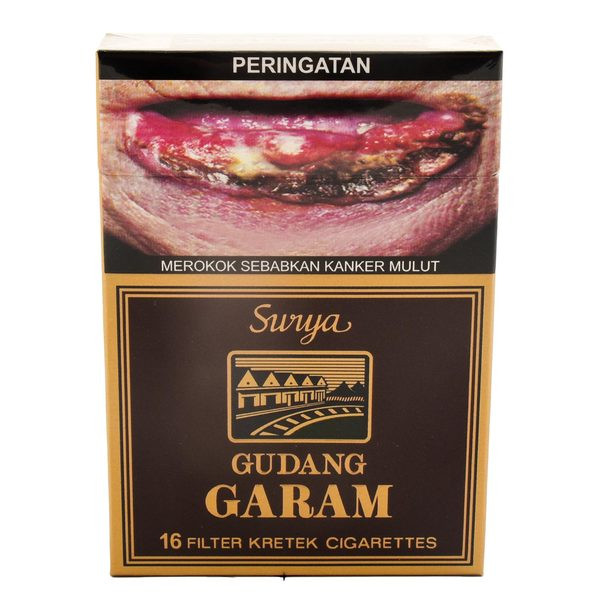 PERINGATAN
MEROKOK SEBABKAN KANKER MULUT
Surya
GUDANG
GARAM
16 FILTER KRETEK CIGARETTES